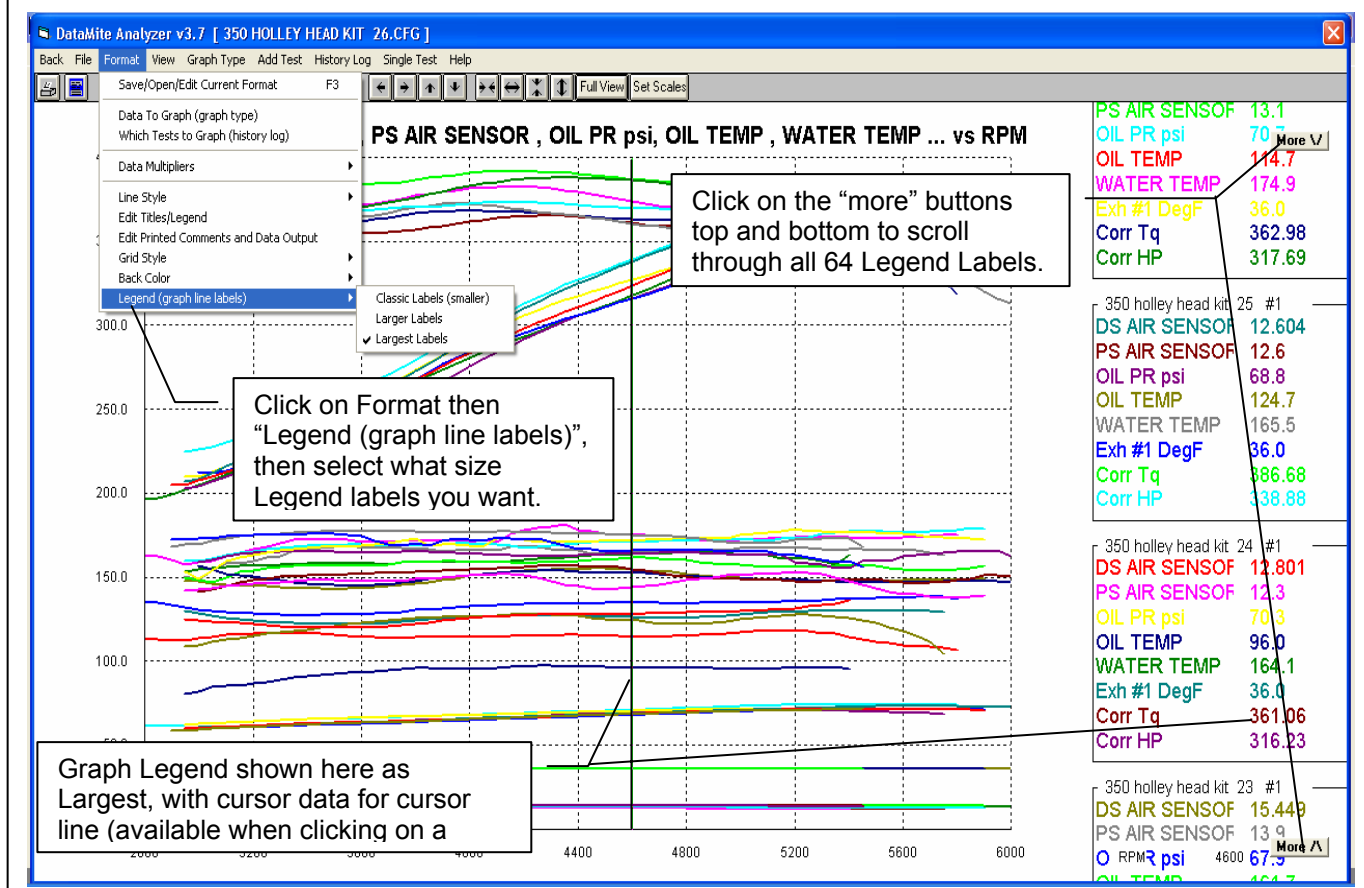 DataMite Analyzer v3.7 [ 350 HOLLEY HEAD KIT 26.CFG ]
Back File Format View Graph Type Add Test History Log Single Test Help
Full View Set Scales
Save/Open/Edit Current Format F3
Data To Graph (graph type)
Which Tests to Graph (history log)
Data Multipliers
Line Style
Edit Titles/Legend
Edit Printed Comments and Data Output
Grid Style
Back Color
Legend (graph line labels)
Classic Labels (smaller)
Larger Labels
Largest Labels
, PS AIR SENSOR , OIL PR psi, OIL TEMP , WATER TEMP ... vs RPM
Click on the “more” buttons
top and bottom to scroll
through all 64 Legend Labels.
Click on Format then
“Legend (graph line labels)”,
then select what size
Legend labels you want.
Graph Legend shown here as
Largest, with cursor data for cursor
line (available when clicking on a
300.0
250.0
200.0
150.0
100.0
4400 4800 5200 5600 6000
PS AIR SENSOR 13.1
OIL PR psi
More \/
OIL TEMP 114.7
WATER TEMP 174.9
Exh #1 DegF 36.0
Corr Tq 362.98
Corr HP 317.69
350 holley head kit 25 #1
DS AIR SENSOR 12.604
PS AIR SENSOR 12.6
OIL PR psi 68.8
OIL TEMP 124.7
WATER TEMP 165.5
Exh #1 DegF 36.0
Corr Tq 386.68
Corr HP 338.88
350 holley head kit 24 #1
DS AIR SENSOR 12.801
PS AIR SENSOR 12.3
OIL PR psi 70.3
OIL TEMP 96.0
WATER TEMP 164.1
Exh #1 DegF 36.0
Corr Tq 361.06
Corr HP 316.23
350 holley head kit 23 #1
DS AIR SENSOR 15.449
PS AIR SENSOR 13.9
More /\
O RPM R psi 4600 67.9